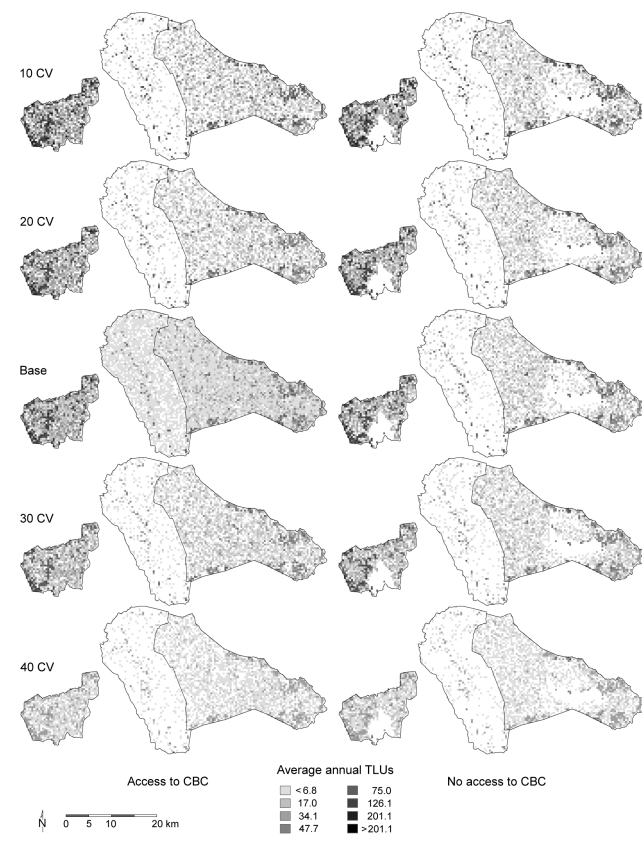 10 CV
20 CV
Base
30 CV
40 CV
Access to CBC
No access to CBC
Average annual TLUs
<6.8
17.0
34.1
47.7
75.0
126.1
201.1
>201.1
N
0 5 10 20 km